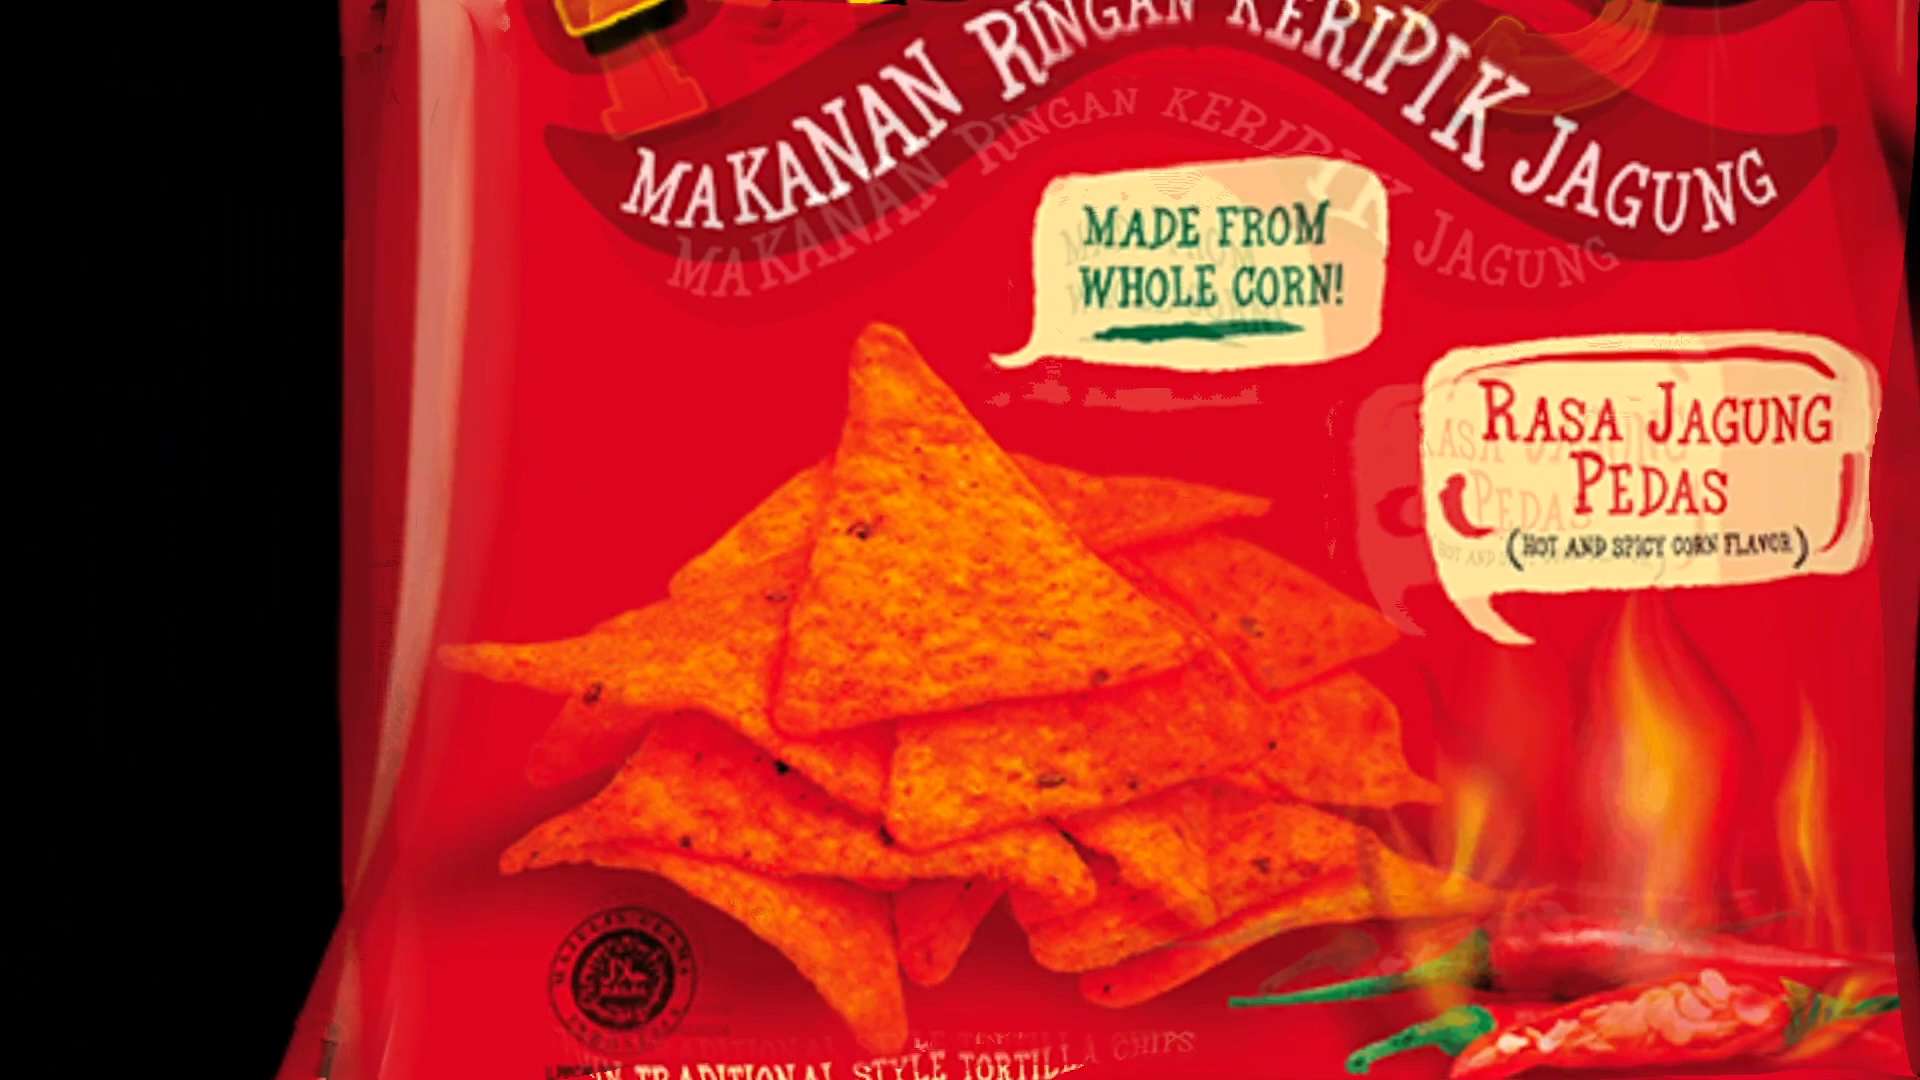 MAKANAN RINGAN KERIPIK JAGUNG
MADE FROM
WHOLE CORN!
RASA JAGUNG
PEDAS
(HOT AND SPICY CORN FLAVOR)
TRADITIONAL STYLE TORTILLA CHIPS